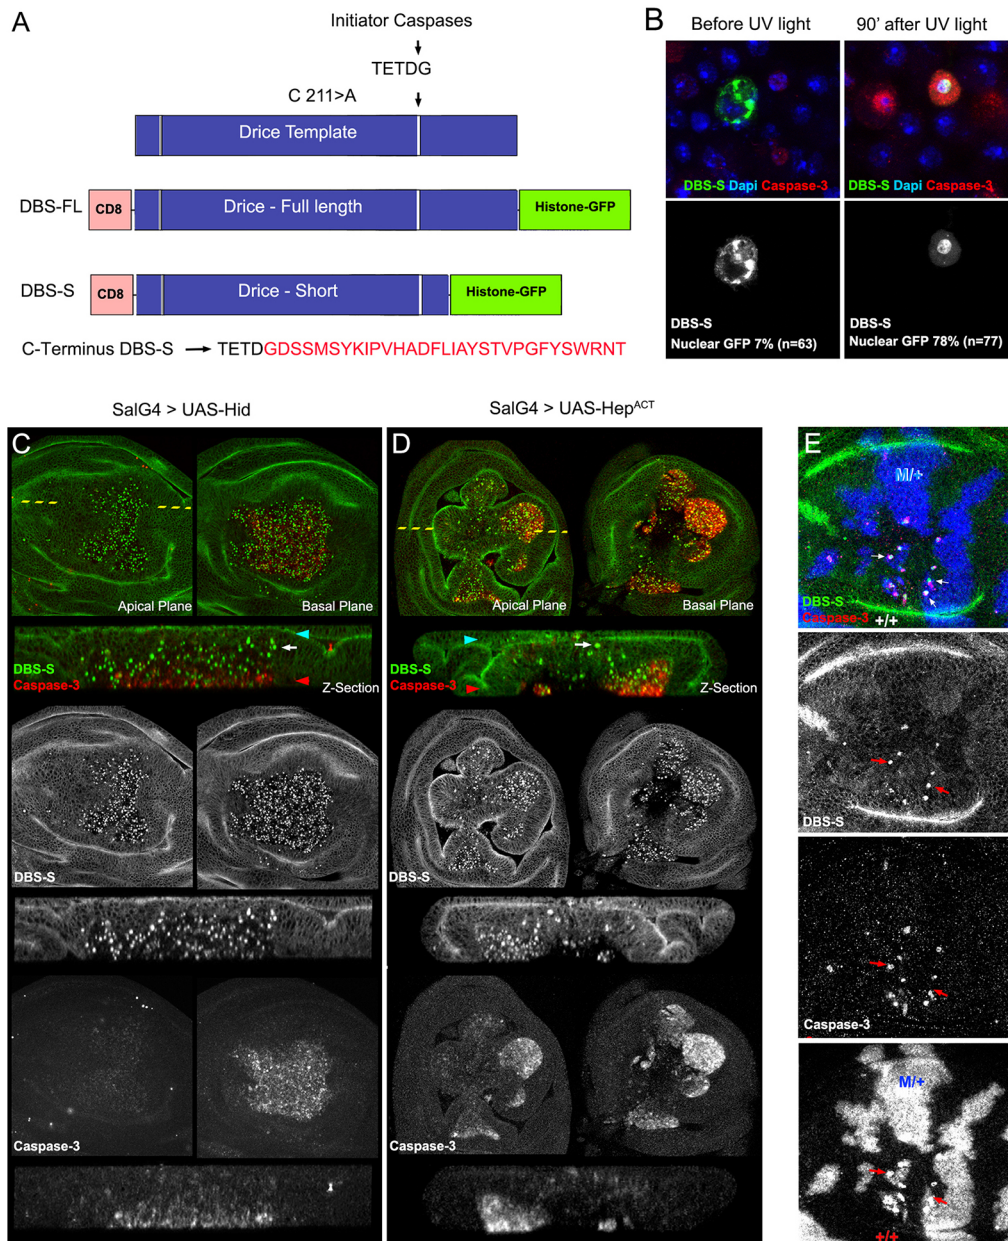 A
Initiator Caspases
TETDG
C 211>A
Drice Template
DBS-FL
CD8
Drice - Full length
Histone-GFP
DBS-S
CD8
Drice - Short
Histone-GFP
C-Terminus DBS-S
TETDGDSSMSYKIPVHADFLIAYSTVPGFYSWRNT
B
Before UV light
90' after UV light
DBS-S Dapi Caspase-3
DBS-S Dapi Caspase-3
DBS-S
Nuclear GFP 7% (n=63)
DBS-S
Nuclear GFP 78% (n=77)
SalG4 > UAS-Hid
C
Apical Plane
Basal Plane
DBS-S
Caspase-3
Z-Section
DBS-S
Caspase-3
SalG4 > UAS-HepACT
D
Apical Plane
Basal Plane
DBS-S
Caspase-3
Z-Section
DBS-S
Caspase-3
E
M/+
DBS-S
Caspase-3
+/+
DBS-S
Caspase-3
M/+
+/+